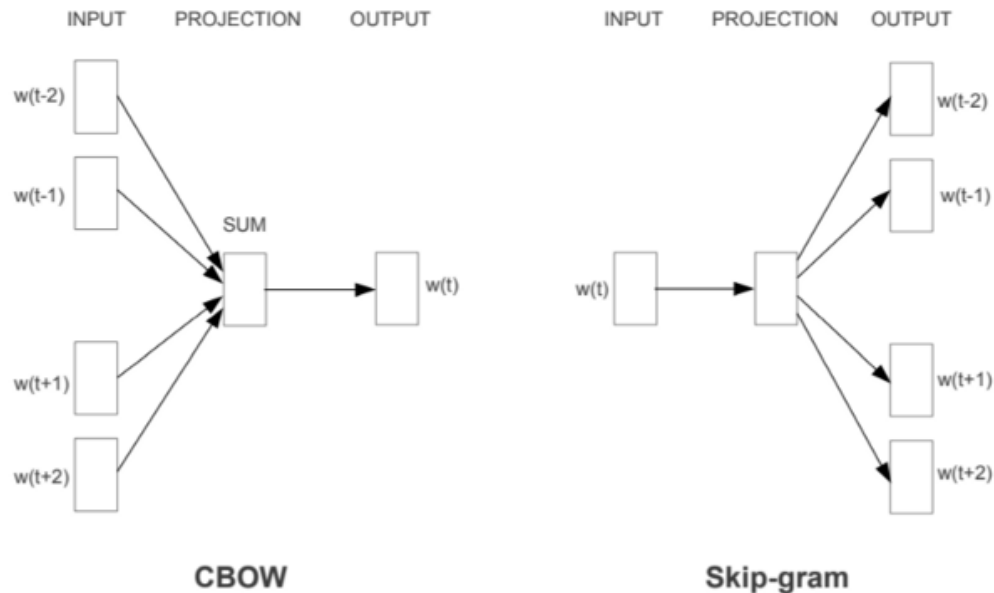 INPUT PROJECTION OUTPUT
w(t-2)
w(t-1)
SUM
w(t)
w(t+1)
w(t+2)
CBOW
INPUT PROJECTION OUTPUT
w(t-2)
w(t-1)
w(t)
w(t+1)
w(t+2)
Skip-gram